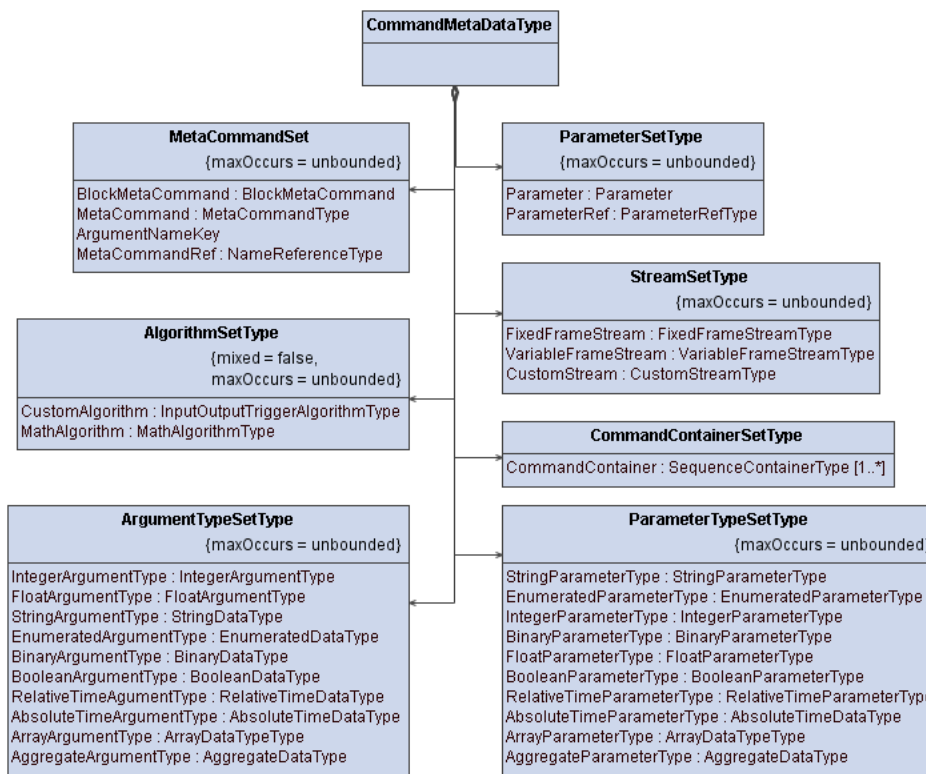 CommandMetaDataType
MetaCommandSet
{maxOccurs = unbounded}
BlockMetaCommand : BlockMetaCommand
MetaCommand : MetaCommandType
ArgumentNameKey
MetaCommandRef : NameReferenceType
ParameterSetType
{maxOccurs = unbounded}
Parameter : Parameter
ParameterRef : ParameterRefType
StreamSetType
{maxOccurs = unbounded}
FixedFrameStream : FixedFrameStreamType
VariableFrameStream : VariableFrameStreamType
CustomStream : CustomStreamType
AlgorithmSetType
{mixed = false,
maxOccurs = unbounded}
CustomAlgorithm : InputOutputTriggerAlgorithmType
MathAlgorithm : MathAlgorithmType
CommandContainerSetType
CommandContainer : SequenceContainerType [1..*]
ArgumentTypeSetType
{maxOccurs = unbounded}
IntegerArgumentType : IntegerArgumentType
FloatArgumentType : FloatArgumentType
StringArgumentType : StringDataType
EnumeratedArgumentType : EnumeratedDataType
BinaryArgumentType : BinaryDataType
BooleanArgumentType : BooleanDataType
RelativeTimeAgumentType : RelativeTimeDataType
AbsoluteTimeArgumentType : AbsoluteTimeDataType
ArrayArgumentType : ArrayDataTypeType
AggregateArgumentType : AggregateDataType
ParameterTypeSetType
{maxOccurs = unbounded}
StringParameterType : StringParameterType
EnumeratedParameterType : EnumeratedParameterType
IntegerParameterType : IntegerParameterType
BinaryParameterType : BinaryParameterType
FloatParameterType : FloatParameterType
BooleanParameterType : BooleanParameterType
RelativeTimeParameterType : RelativeTimeParameterType
AbsoluteTimeParameterType : AbsoluteTimeDataType
ArrayParameterType : ArrayDataTypeType
AggregateParameterType : AggregateDataType